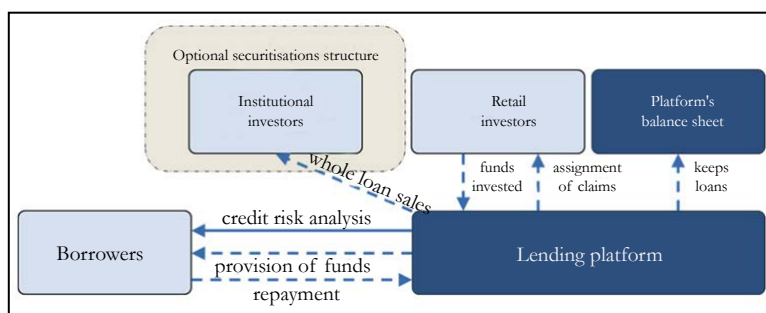 Optional securitisations structure
Institutional
investors
Retail
investors
Platform's
balance sheet
whole loan sales
funds
invested
assignment
of claims
keeps
loans
credit risk analysis
Borrowers
provision of funds
repayment
Lending platform